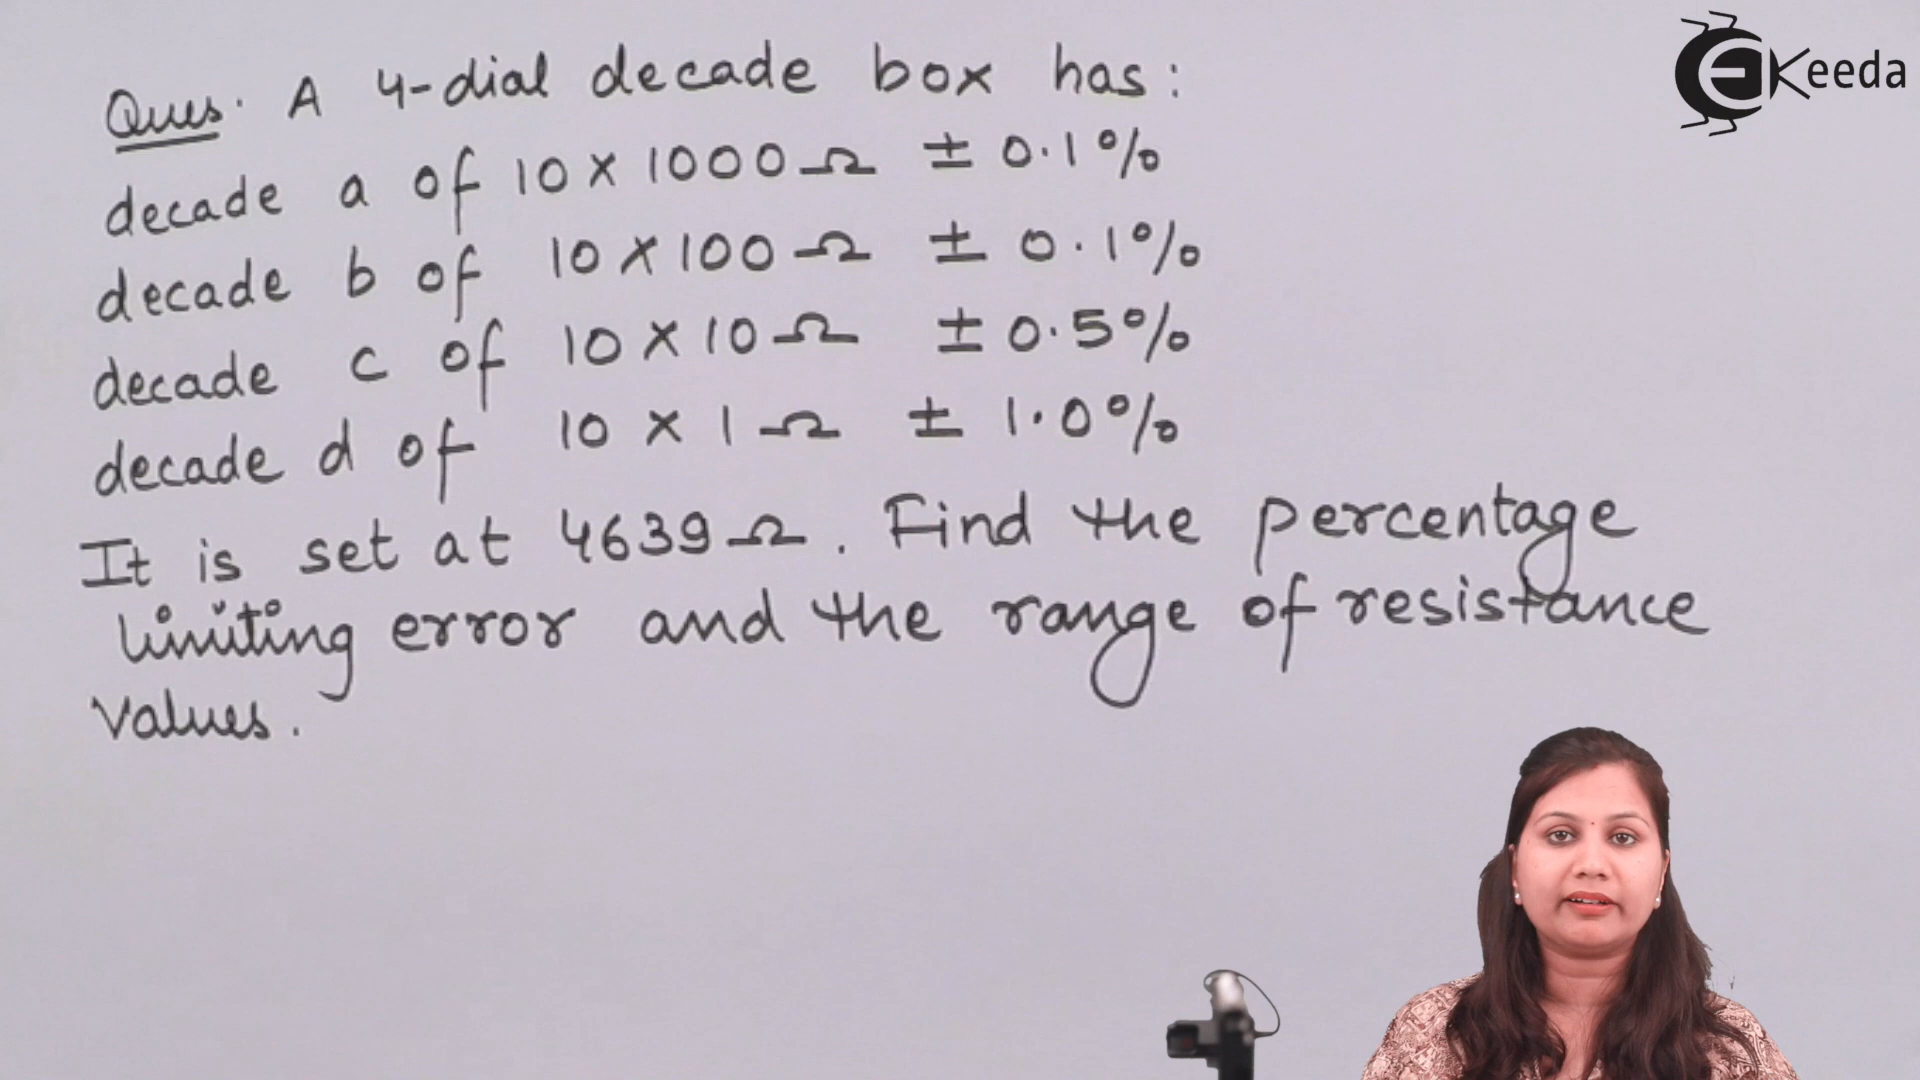 EKeeda
Ques. A 4-dial decade box has:
decade a of 10 x 1000 Ω ± 0.1%
decade b of 10 x 100 Ω ± 0.1%
decade c of 10 x 10 Ω ± 0.5%
decade d of 10 x 1 Ω ± 1.0%
It is set at 4639 Ω. Find the percentage
limiting error and the range of resistance
values.